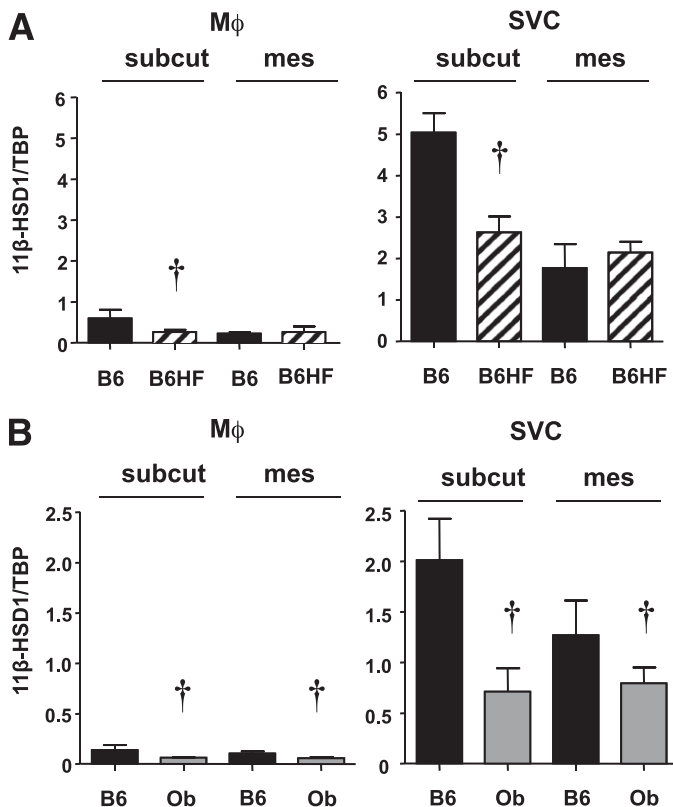 A
Mϕ
SVC
subcut mes
subcut mes
11β-HSD1/TBP
6
5
4
3
2
1
0
6
5
4
3
2
1
0
†
†
B6 B6HF B6 B6HF
B6 B6HF B6 B6HF
B
Mϕ
SVC
subcut mes
subcut mes
11β-HSD1/TBP
2.5
2.0
1.5
1.0
0.5
0
2.5
2.0
1.5
1.0
0.5
0
† †
† †
B6 Ob B6 Ob
B6 Ob B6 Ob